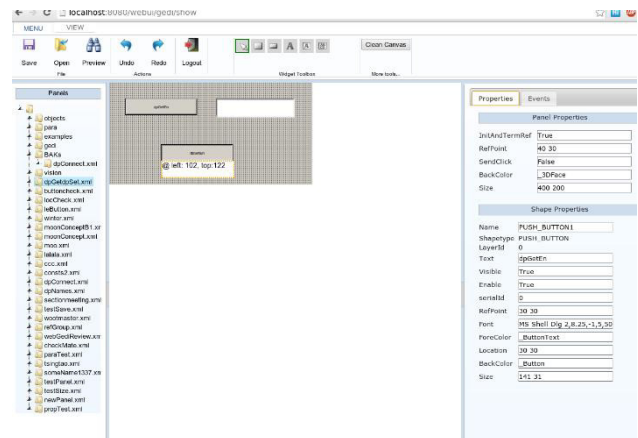 localhost:8080/webui/gedi/show
MENU VIEW
Save Open Preview Undo Redo Logout Clean Canvas
File Actions Widget Toolbox More tools...
Panels
objects
para
examples
gedi
BAKs
dpConnect.xml
vision
dpGetdpSet.xml
buttoncheck.xml
locCheck.xml
leButton.xml
winter.xml
moonConceptB1.xr
moonConcept.xml
moo.xml
lalala.xml
ccc.xml
consts2.xml
dpConnect.xml
dpNames.xml
sectionmeeting.xml
testSave.xml
wootmaster.xml
refGroup.xml
webGediReview.xm
checkMate.xml
paraTest.xml
tsingtao.xml
someName1337.xm
testPanel.xml
testSize.xml
newPanel.xml
propTest.xml
@ left: 102, top:122
Properties Events
Panel Properties
InitAndTermRef True
RefPoint 40 30
SendClick False
BackColor _3DFace
Size 400 200
Shape Properties
Name PUSH_BUTTON1
Shapetype PUSH_BUTTON
LayerId 0
Text dpGetEn
Visible True
Enable True
serialId 0
RefPoint 30 30
Font MS Shell Dlg 2,8.25,-1,5,50
ForeColor _ButtonText
Location 30 30
BackColor _Button
Size 141 31